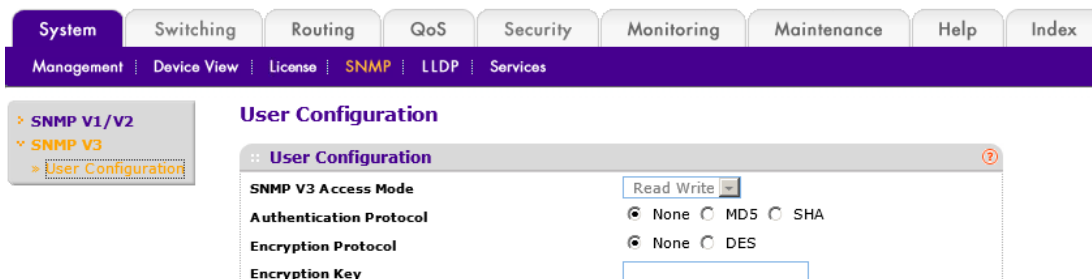 System Switching Routing QoS Security Monitoring Maintenance Help Index
Management Device View License SNMP LLDP Services
SNMP V1/V2
SNMP V3
» User Configuration
User Configuration
User Configuration ?
SNMP V3 Access Mode Read Write
Authentication Protocol None MD5 SHA
Encryption Protocol None DES
Encryption Key